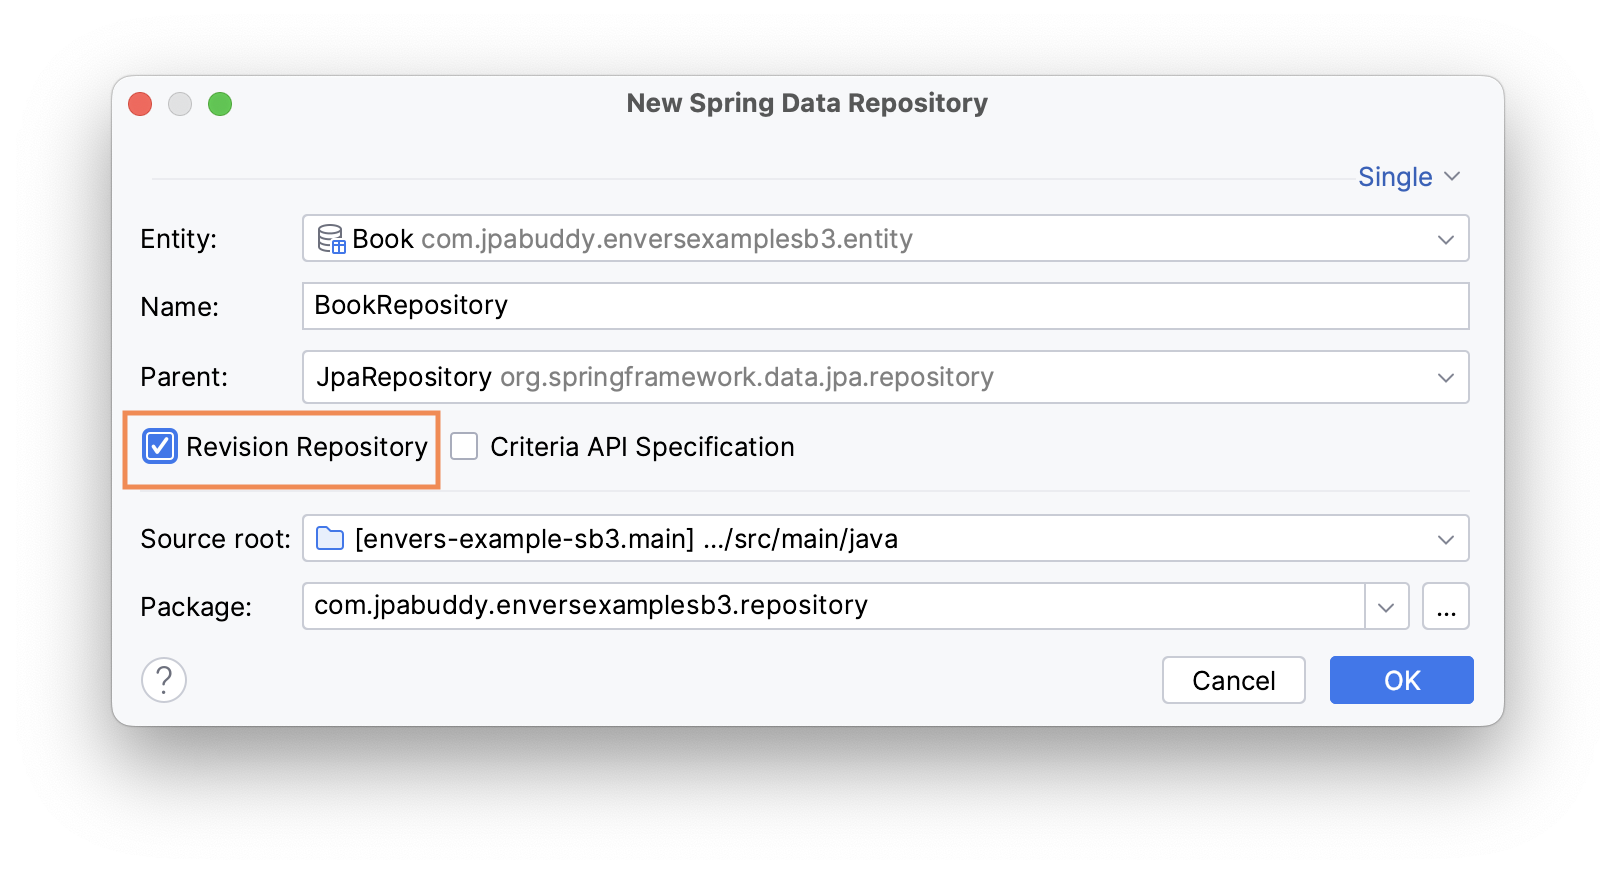 New Spring Data Repository
Single
Entity: Book com.jpabuddy.enversexamplesb3.entity
Name: BookRepository
Parent: JpaRepository org.springframework.data.jpa.repository
Revision Repository Criteria API Specification
Source root: [envers-example-sb3.main] .../src/main/java
Package: com.jpabuddy.enversexamplesb3.repository ...
? Cancel OK